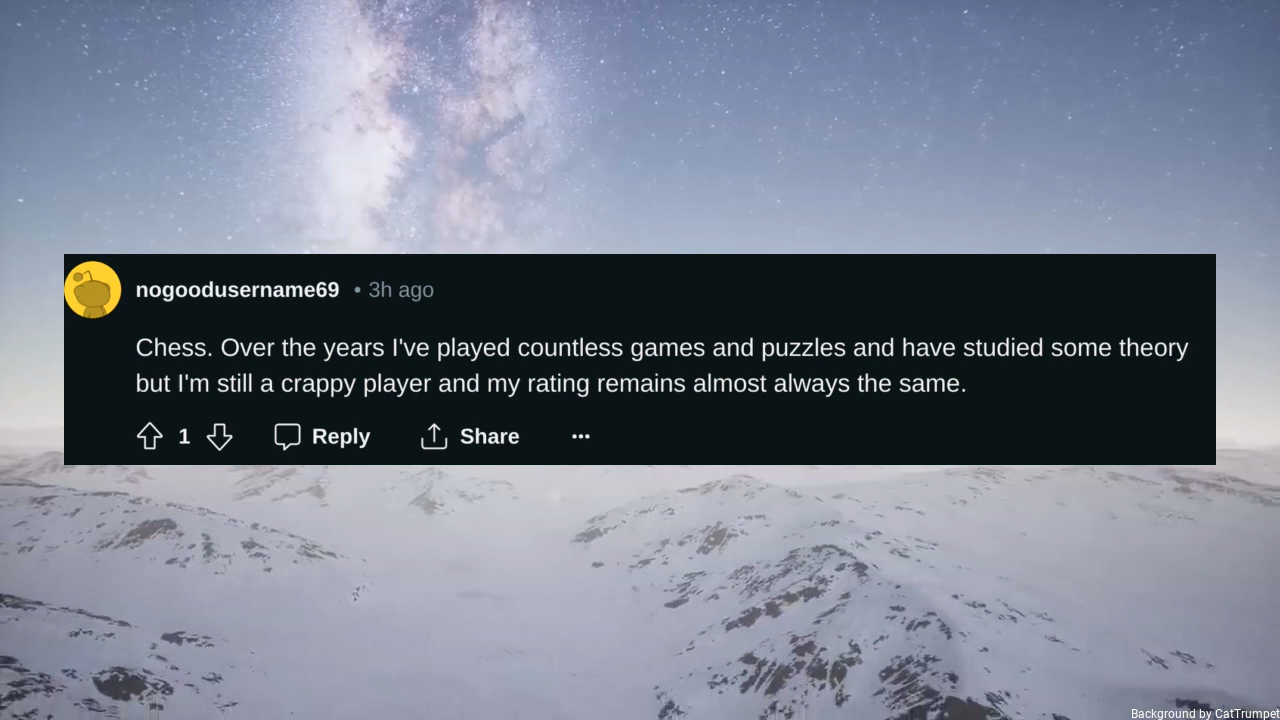 nogoodusername69 • 3h ago
Chess. Over the years I've played countless games and puzzles and have studied some theory
but I'm still a crappy player and my rating remains almost always the same.
1 Reply Share ...
Background by CatTrumpet